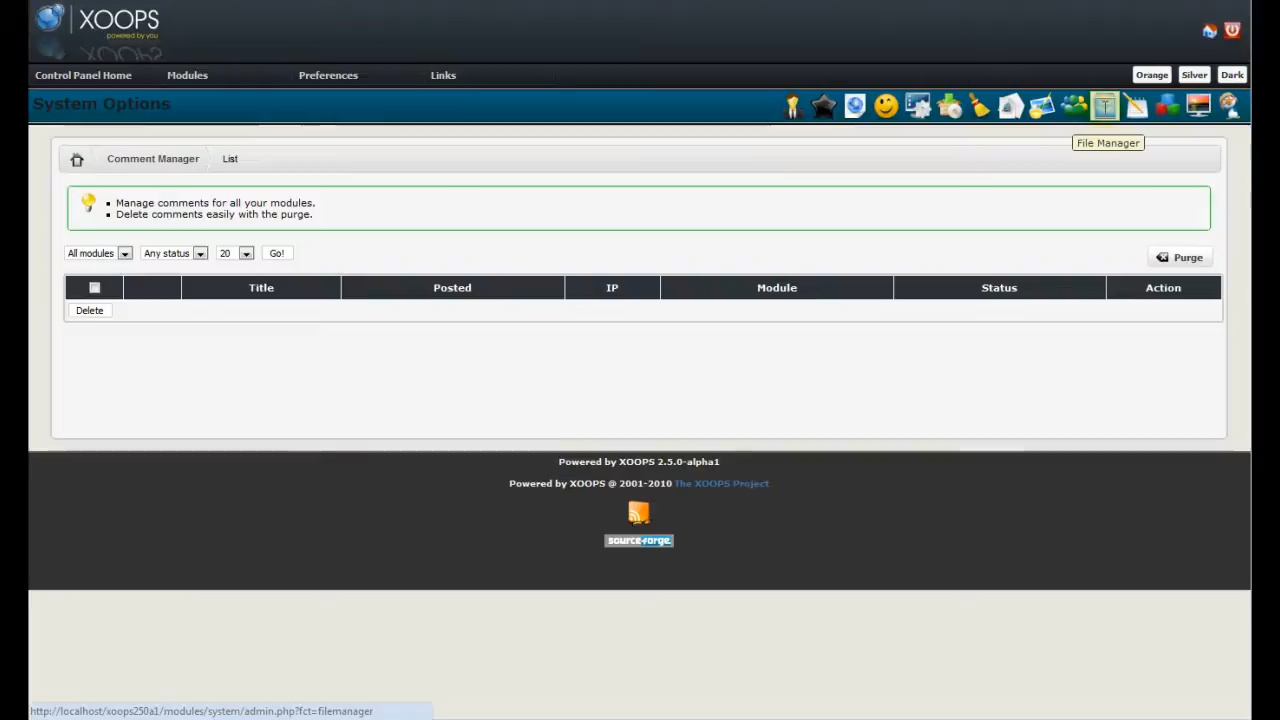 XOOPS
powered by you
Control Panel Home Modules Preferences Links Orange Silver Dark
System Options
File Manager
Comment Manager List
Manage comments for all your modules.
Delete comments easily with the purge.
All modules Any status 20 Go! Purge
Title Posted IP Module Status Action
Delete
Powered by XOOPS 2.5.0-alpha1
Powered by XOOPS @ 2001-2010 The XOOPS Project
sourceforge
http://localhost/xoops250a1/modules/system/admin.php?fct=filemanager